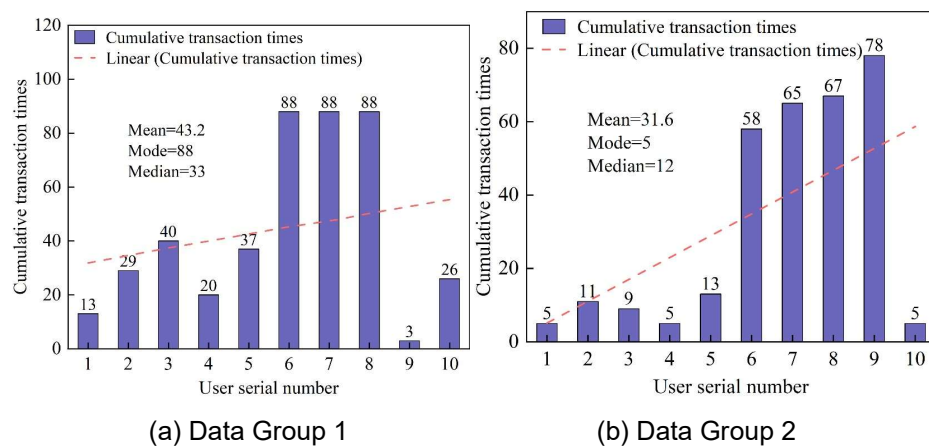 120
Cumulative transaction times
Linear (Cumulative transaction times)
100
88 88 88
80
Mean=43.2
Mode=88
Median=33
60
40
40
37
29
26
20
20
13
3
0
1 2 3 4 5 6 7 8 9 10
Cumulative transaction times
User serial number
(a) Data Group 1
Cumulative transaction times
Linear (Cumulative transaction times)
80
78
67
65
Mean=31.6
Mode=5
Median=12
60
58
40
20
13
11
9
5 5 5
0
1 2 3 4 5 6 7 8 9 10
Cumulative transaction times
User serial number
(b) Data Group 2